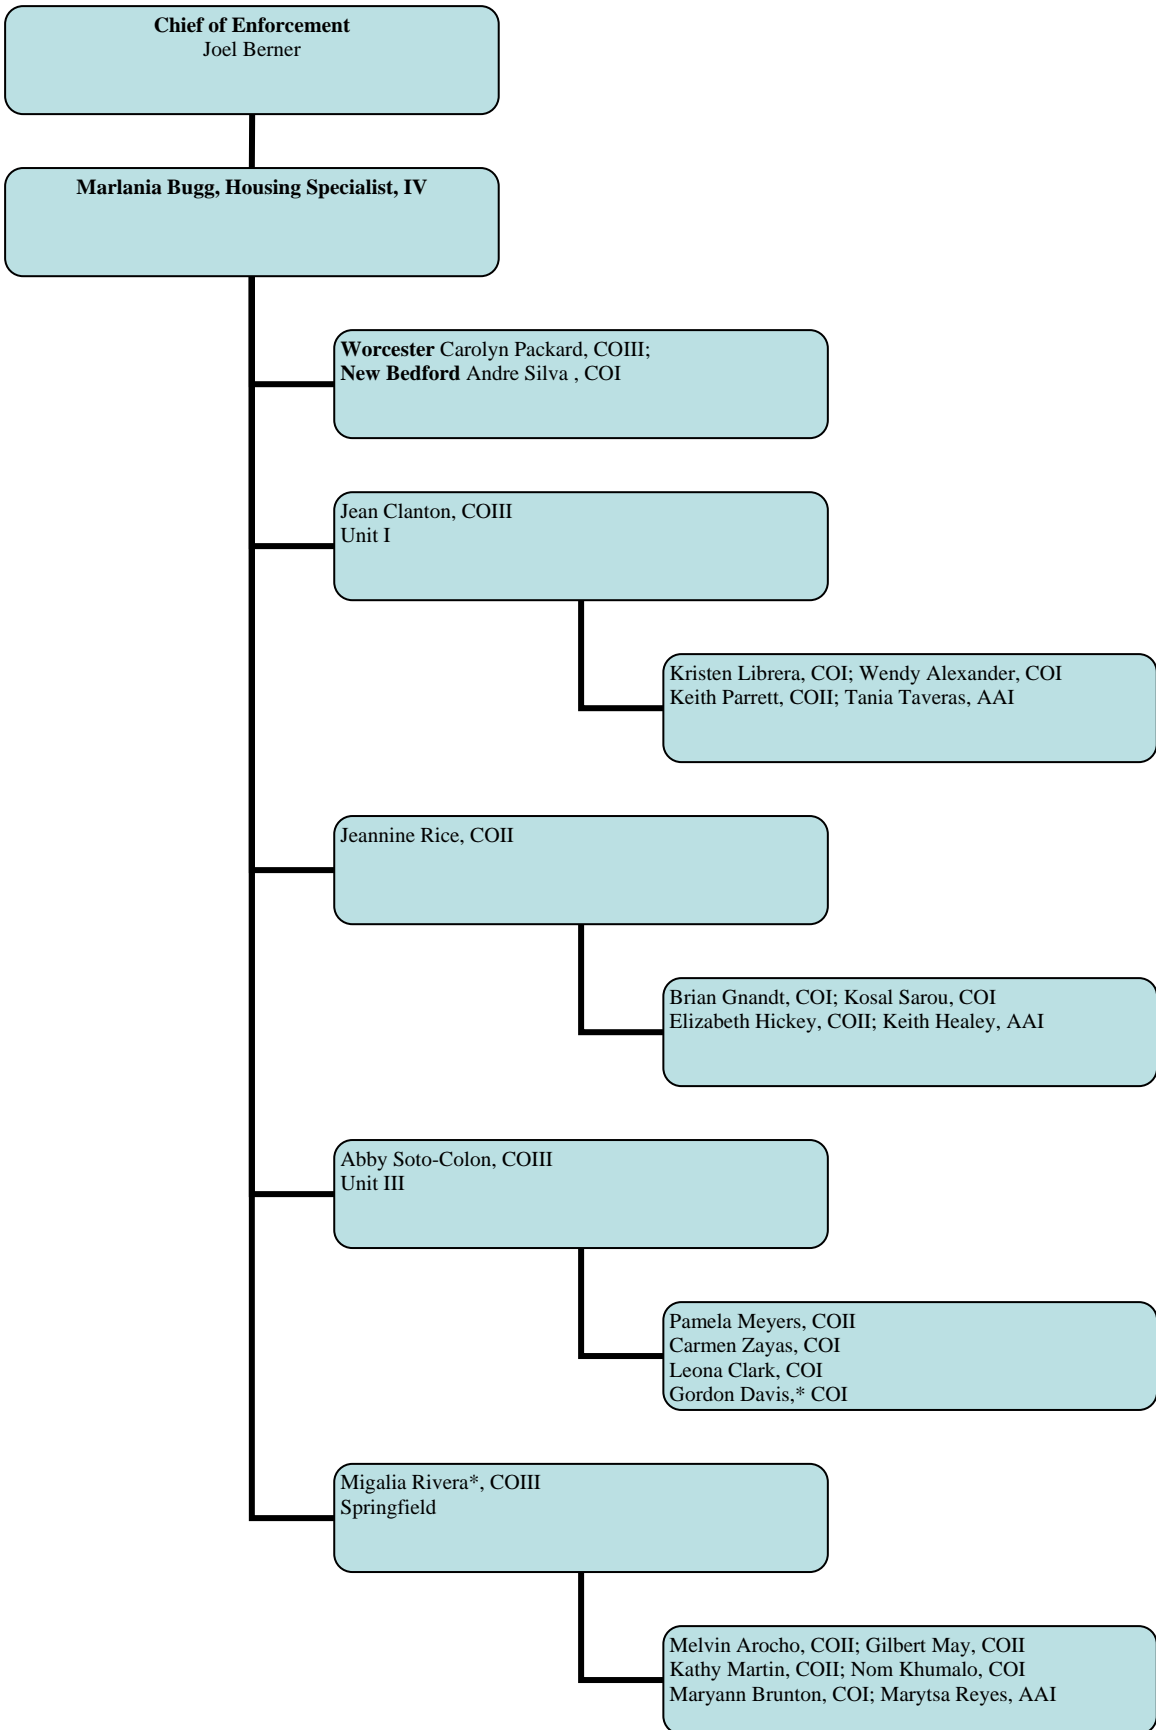 Chief of Enforcement
Joel Berner
Marlania Bugg, Housing Specialist, IV
Worcester Carolyn Packard, COIII;
New Bedford Andre Silva , COI
Jean Clanton, COIII
Unit I
Kristen Librera, COI; Wendy Alexander, COI
Keith Parrett, COII; Tania Taveras, AAI
Jeannine Rice, COII
Brian Gnandt, COI; Kosal Sarou, COI
Elizabeth Hickey, COII; Keith Healey, AAI
Abby Soto-Colon, COIII
Unit III
Pamela Meyers, COII
Carmen Zayas, COI
Leona Clark, COI
Gordon Davis,* COI
Migalia Rivera*, COIII
Springfield
Melvin Arocho, COII; Gilbert May, COII
Kathy Martin, COII; Nom Khumalo, COI
Maryann Brunton, COI; Marytsa Reyes, AAI